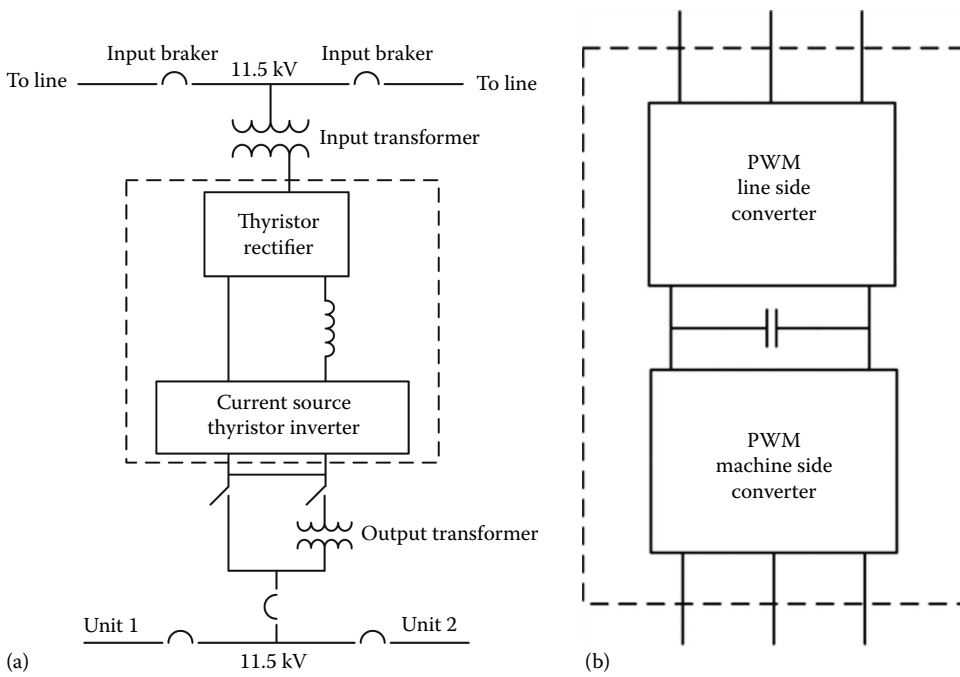 Input braker
Input braker
To line
11.5 kV
To line
Input transformer
Thyristor
rectifier
Current source
thyristor inverter
Output transformer
Unit 1
Unit 2
11.5 kV
(a)
PWM
line side
converter
PWM
machine side
converter
(b)